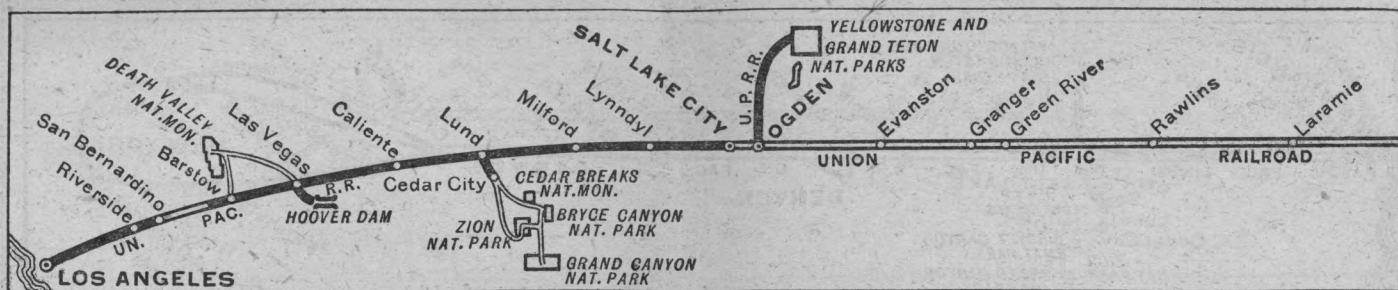 YELLOWSTONE AND
GRAND TETON
NAT. PARKS
SALT LAKE CITY
U. P. R. R.
OGDEN
Evanston
Granger
Green River
Rawlins
Laramie
UNION PACIFIC RAILROAD
DEATH VALLEY
NAT. MON.
Las Vegas
Caliente
Lund
Milford
Lynndyl
San Bernardino
Riverside
Barstow
UN. PAC. R.R.
HOOVER DAM
Cedar City
CEDAR BREAKS
NAT. MON.
ZION
NAT. PARK
BRYCE CANYON
NAT. PARK
GRAND CANYON
NAT. PARK
LOS ANGELES